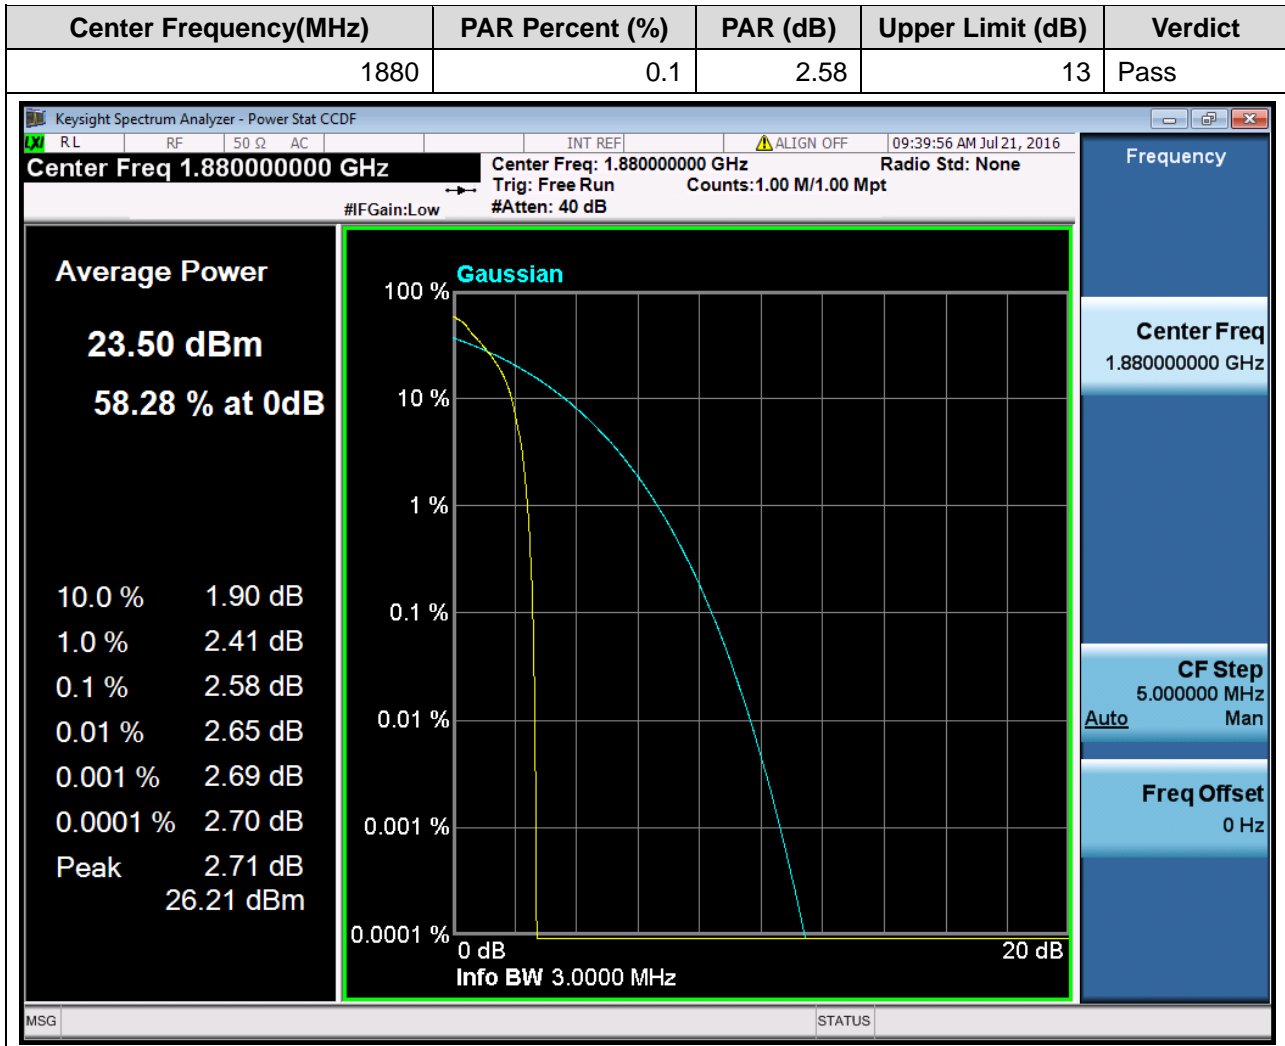 Center Frequency(MHz) PAR Percent (%) PAR (dB) Upper Limit (dB) Verdict
1880 0.1 2.58 13 Pass
Keysight Spectrum Analyzer - Power Stat CCDF
LXI RL RF 50 Ω AC INT REF ALIGN OFF 09:39:56 AM Jul 21, 2016
Center Freq 1.880000000 GHz
Center Freq: 1.880000000 GHz Radio Std: None
Trig: Free Run Counts:1.00 M/1.00 Mpt
#IFGain:Low #Atten: 40 dB
Average Power
23.50 dBm
58.28 % at 0dB
10.0 % 1.90 dB
1.0 % 2.41 dB
0.1 % 2.58 dB
0.01 % 2.65 dB
0.001 % 2.69 dB
0.0001 % 2.70 dB
Peak 2.71 dB
26.21 dBm
Gaussian
100 %
10 %
1 %
0.1 %
0.01 %
0.001 %
0.0001 %
0 dB 20 dB
Info BW 3.0000 MHz
Frequency
Center Freq
1.880000000 GHz
CF Step
5.000000 MHz
Auto Man
Freq Offset
0 Hz
MSG STATUS